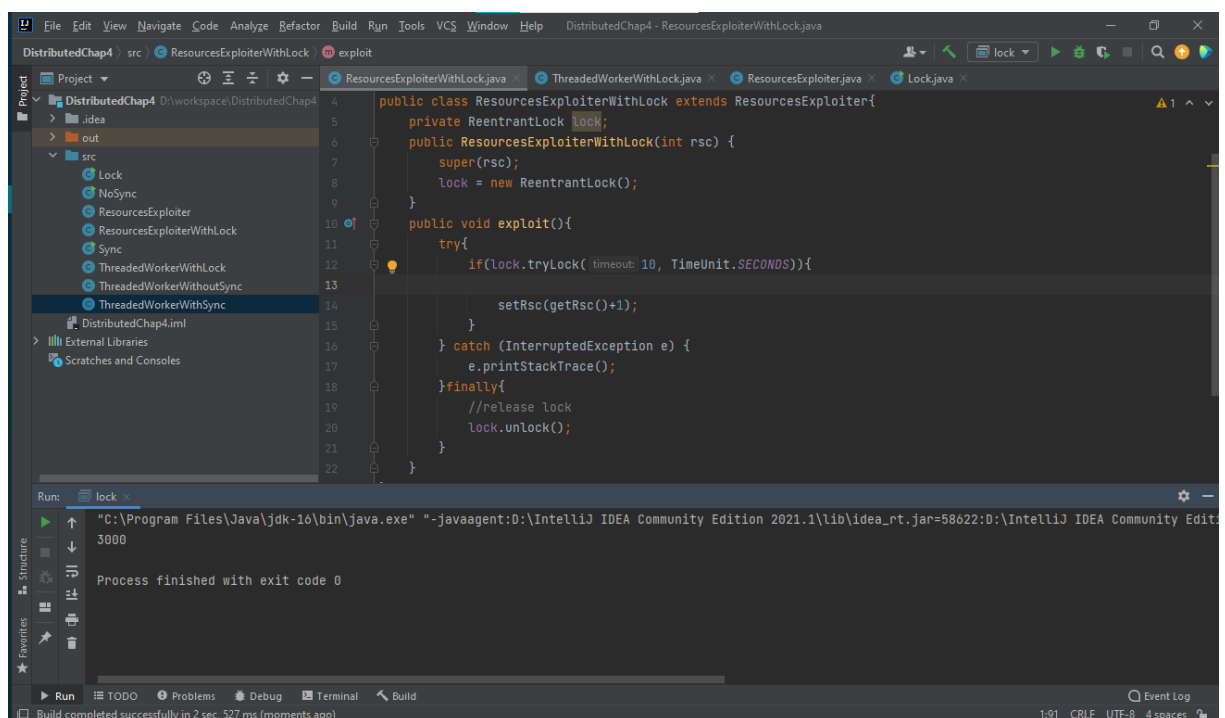 File Edit View Navigate Code Analyze Refactor Build Run Tools VCS Window Help DistributedChap4 - ResourcesExploiterWithLock.java
DistributedChap4 src ResourcesExploiterWithLock exploit lock
Project ResourcesExploiterWithLock.java ThreadedWorkerWithLock.java ResourcesExploiter.java Lock.java
Project
DistributedChap4 D:\workspace\DistributedChap4
.idea
out
src
Lock
NoSync
ResourcesExploiter
ResourcesExploiterWithLock
Sync
ThreadedWorkerWithLock
ThreadedWorkerWithoutSync
ThreadedWorkerWithSync
DistributedChap4.iml
External Libraries
Scratches and Consoles
4 public class ResourcesExploiterWithLock extends ResourcesExploiter{
5 private ReentrantLock lock;
6 public ResourcesExploiterWithLock(int rsc) {
7 super(rsc);
8 lock = new ReentrantLock();
9 }
10 public void exploit(){
11 try{
12 if(lock.tryLock( timeout: 10, TimeUnit.SECONDS)){
13
14 setRsc(getRsc()+1);
15 }
16 } catch (InterruptedException e) {
17 e.printStackTrace();
18 }finally{
19 //release lock
20 lock.unlock();
21 }
22 }
1
Run: lock
"C:\Program Files\Java\jdk-16\bin\java.exe" "-javaagent:D:\IntelliJ IDEA Community Edition 2021.1\lib\idea_rt.jar=58622:D:\IntelliJ IDEA Community Editi
3000
Process finished with exit code 0
Structure
Favorites
Run TODO Problems Debug Terminal Build Event Log
Build completed successfully in 2 sec, 527 ms (moments ago) 1:91 CRLF UTF-8 4 spaces